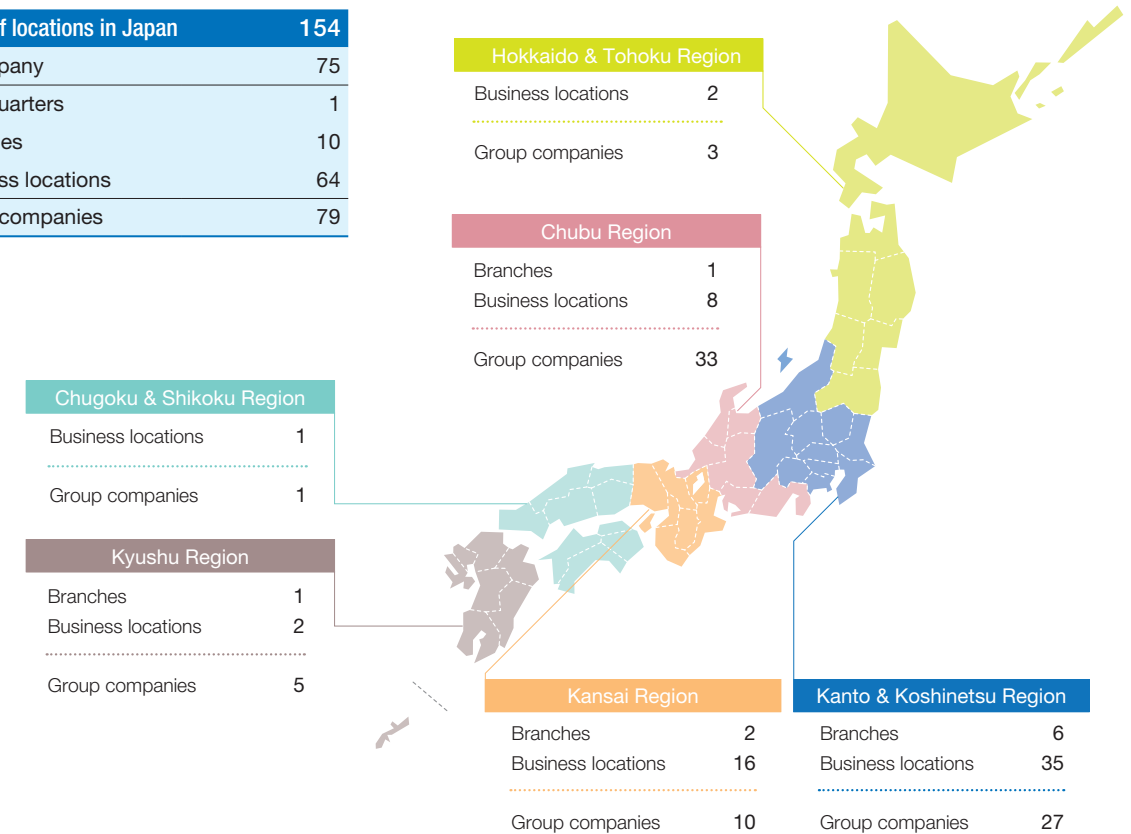 f locations in Japan 154
pany 75
uarters 1
es 10
ss locations 64
companies 79
Hokkaido & Tohoku Region
Business locations 2
Group companies 3
Chubu Region
Branches 1
Business locations 8
Group companies 33
Chugoku & Shikoku Region
Business locations 1
Group companies 1
Kyushu Region
Branches 1
Business locations 2
Group companies 5
Kansai Region
Branches 2
Business locations 16
Group companies 10
Kanto & Koshinetsu Region
Branches 6
Business locations 35
Group companies 27